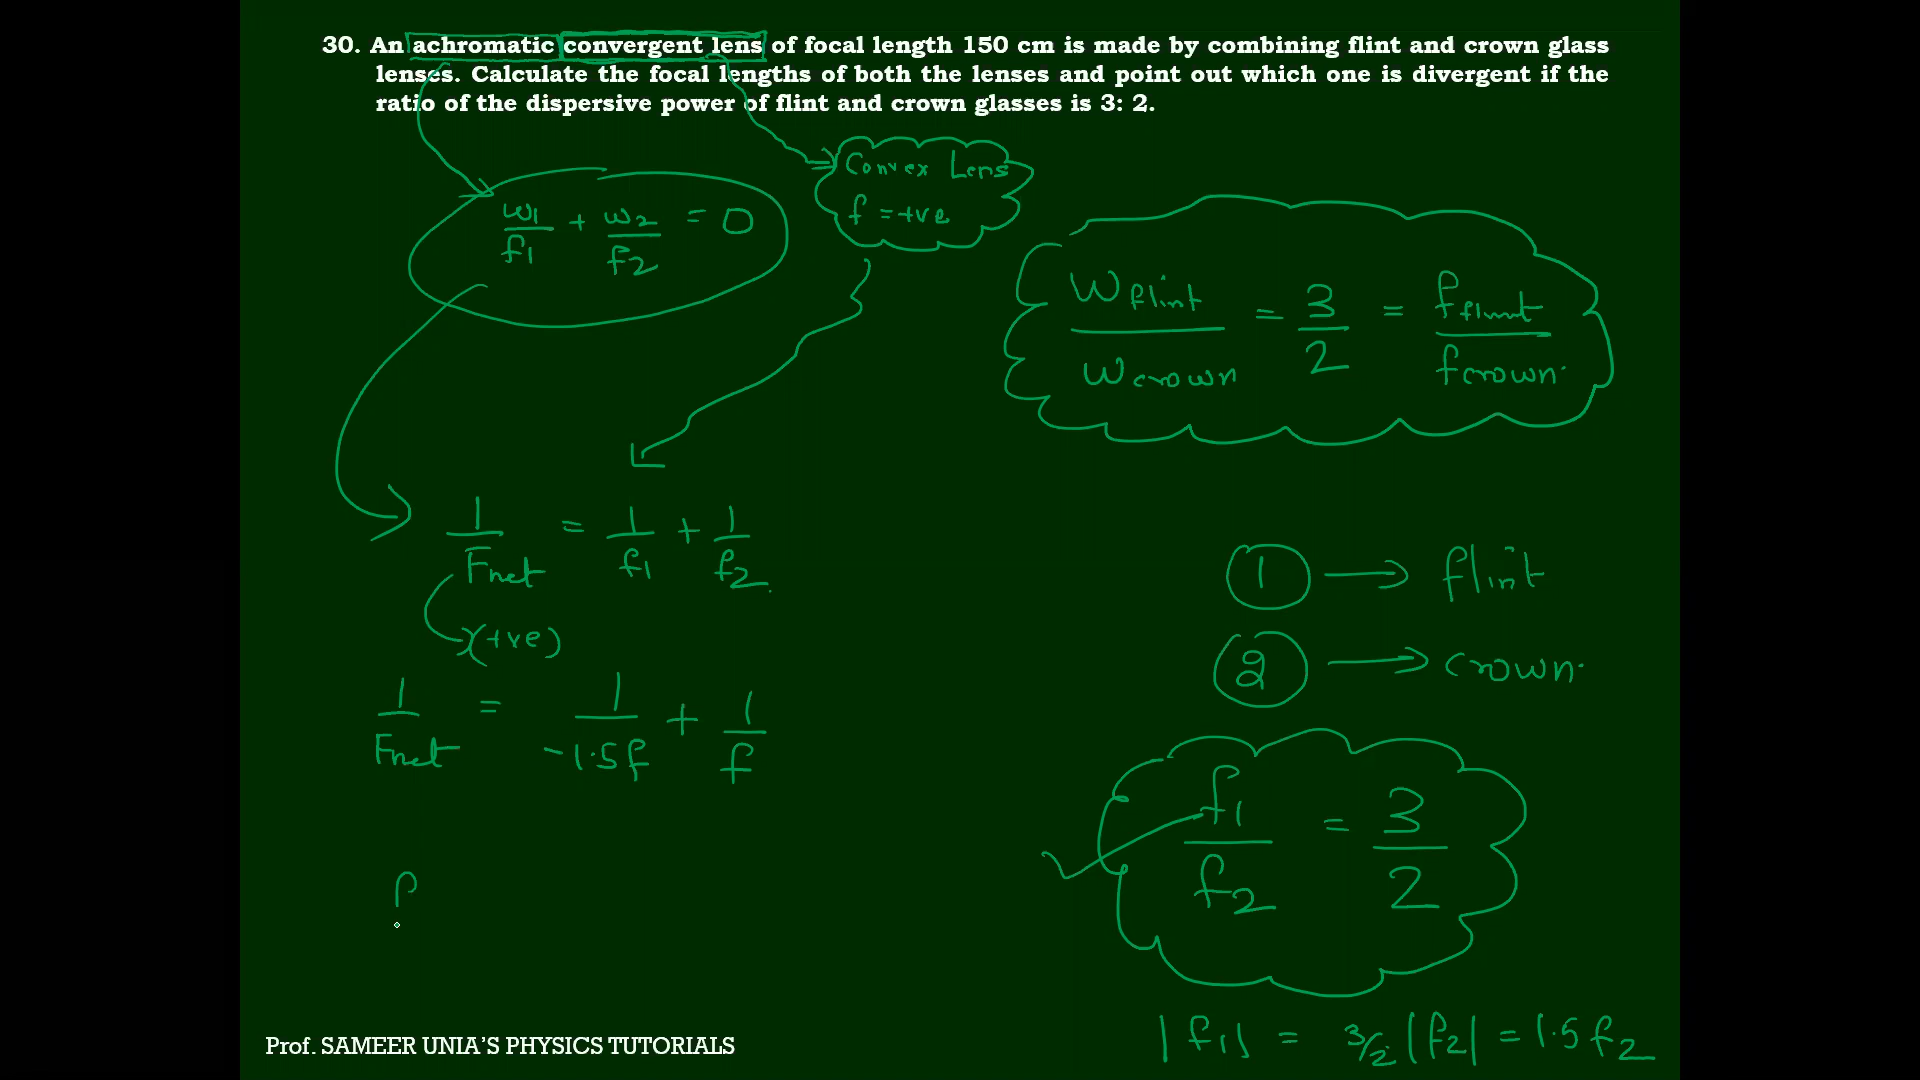 30. An achromatic convergent lens of focal length 150 cm is made by combining flint and crown glass
lenses. Calculate the focal lengths of both the lenses and point out which one is divergent if the
ratio of the dispersive power of flint and crown glasses is 3: 2.
Convex Lens
f = +ve
ω1/f1 + ω2/f2 = 0
ωflint/ωcrown = 3/2 = fflint/fcrown.
1/Fnet = 1/f1 + 1/f2.
(+ve)
1 → flint
2 → crown.
1/Fnet = 1/-1.5f + 1/f
f1/f2 = 3/2
|f1| = 3/2 |f2| = 1.5 f2
Prof. SAMEER UNIA'S PHYSICS TUTORIALS